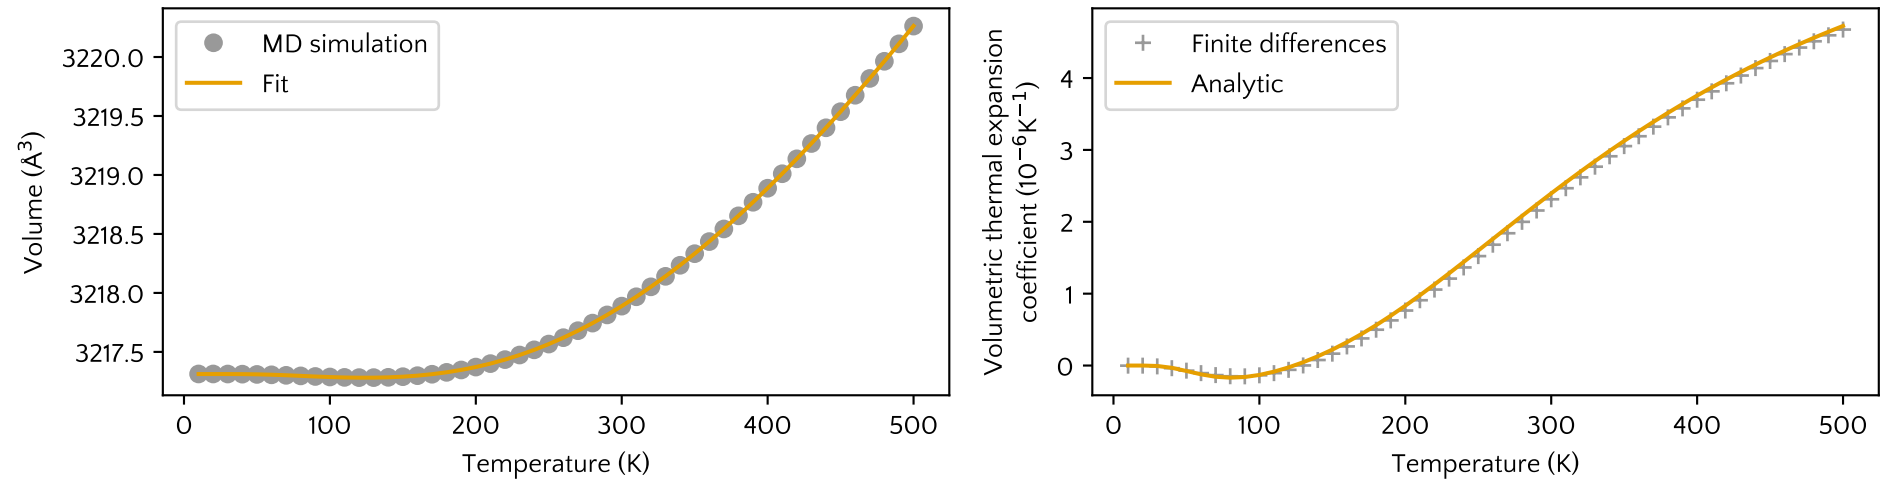 MD simulation
Fit
3220.0
3219.5
3219.0
3218.5
3218.0
3217.5
Volume (Å³)
0 100 200 300 400 500
Temperature (K)
Finite differences
Analytic
4
3
2
1
0
Volumetric thermal expansion
coefficient (10⁻⁶K⁻¹)
0 100 200 300 400 500
Temperature (K)